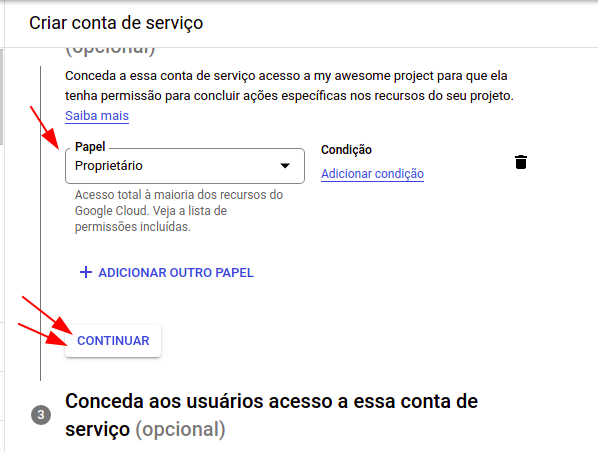 Criar conta de serviço
(opcional)
Conceda a essa conta de serviço acesso a my awesome project para que ela
tenha permissão para concluir ações específicas nos recursos do seu projeto.
Saiba mais
Papel
Proprietário
Condição
Adicionar condição
Acesso total à maioria dos recursos do
Google Cloud. Veja a lista de
permissões incluídas.
+ ADICIONAR OUTRO PAPEL
CONTINUAR
3 Conceda aos usuários acesso a essa conta de
serviço (opcional)